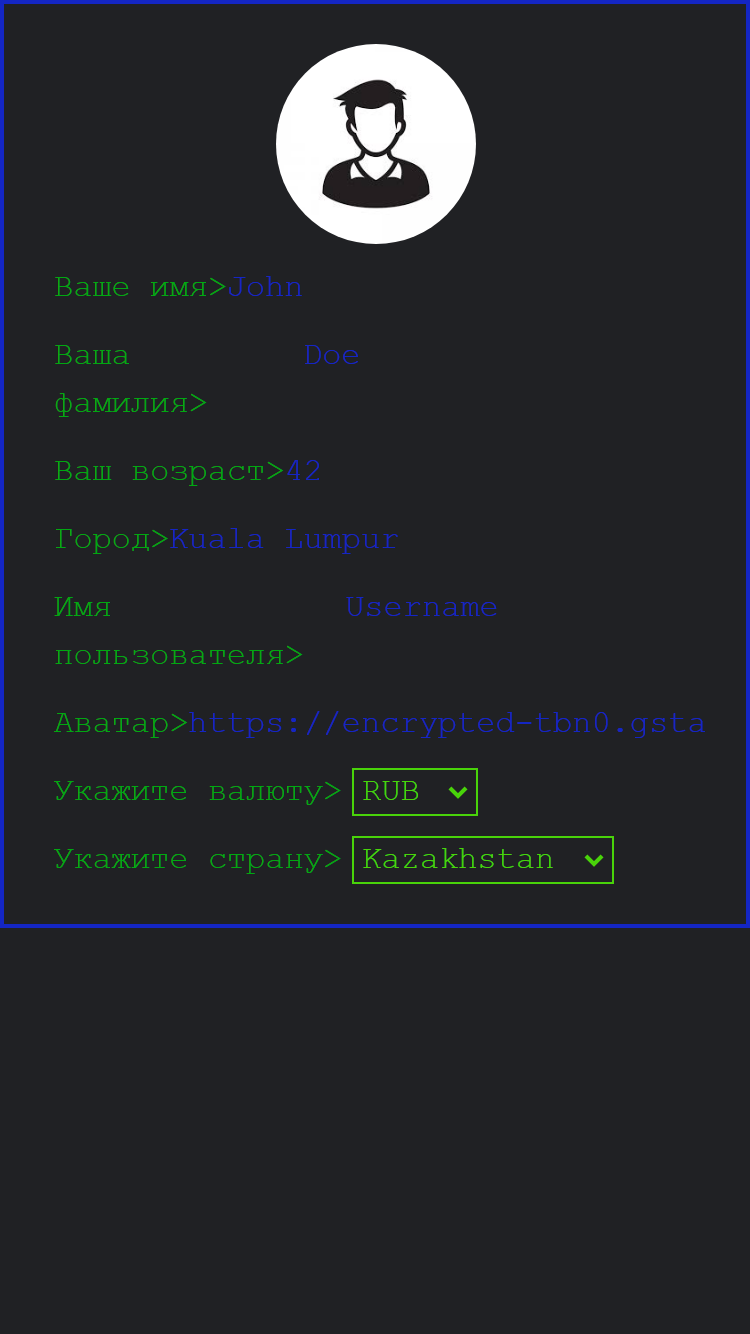 Ваше имя>John
Ваша Doe
фамилия>
Ваш возраст>42
Город>Kuala Lumpur
Имя Username
пользователя>
Аватар>https://encrypted-tbn0.gsta
Укажите валюту> RUB
Укажите страну> Kazakhstan